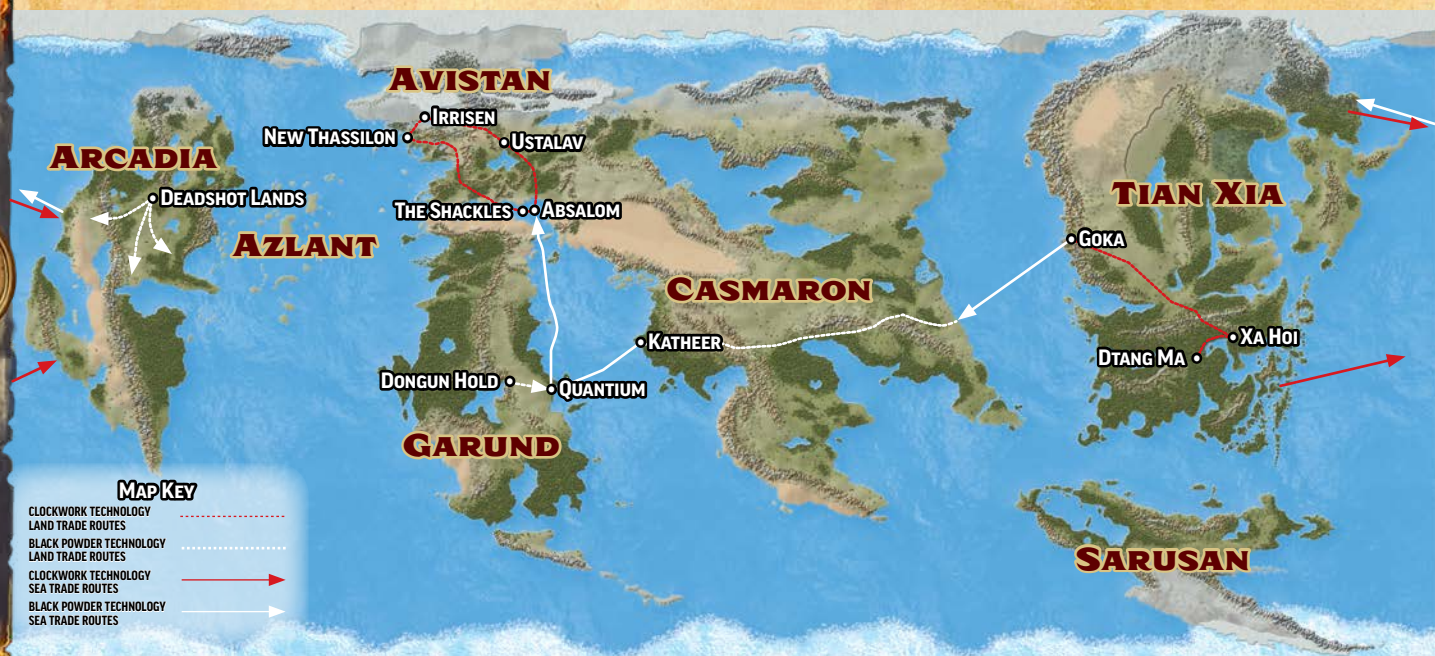 AVISTAN
IRRISEN
NEW THASSILON
USTALAV
ARCADIA
DEADSHOT LANDS
TIAN XIA
THE SHACKLES
ABSALOM
AZLANT
GOKA
CASMARON
KATHEER
XA HOI
DTANG MA
DONGUN HOLD
QUANTIUM
GARUND
MAP KEY
CLOCKWORK TECHNOLOGY
LAND TRADE ROUTES
BLACK POWDER TECHNOLOGY
LAND TRADE ROUTES
CLOCKWORK TECHNOLOGY
SEA TRADE ROUTES
BLACK POWDER TECHNOLOGY
SEA TRADE ROUTES
SARUSAN